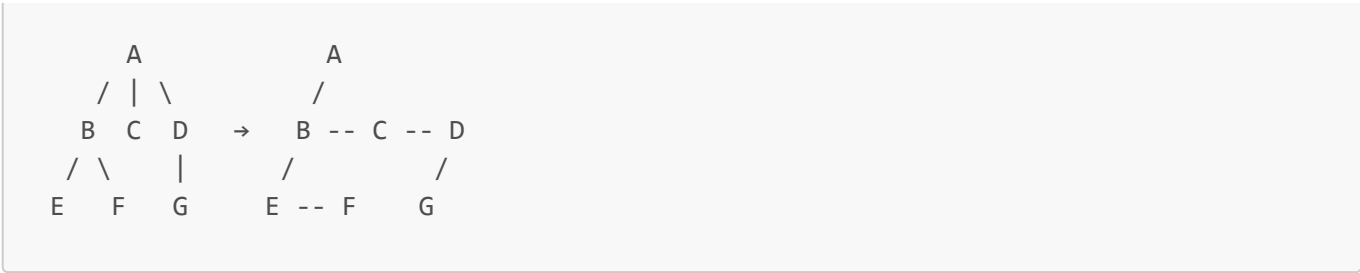 A            A
   / | \         /
  B  C  D   →   B -- C -- D
 / \    |      /         /
E   F   G     E -- F    G